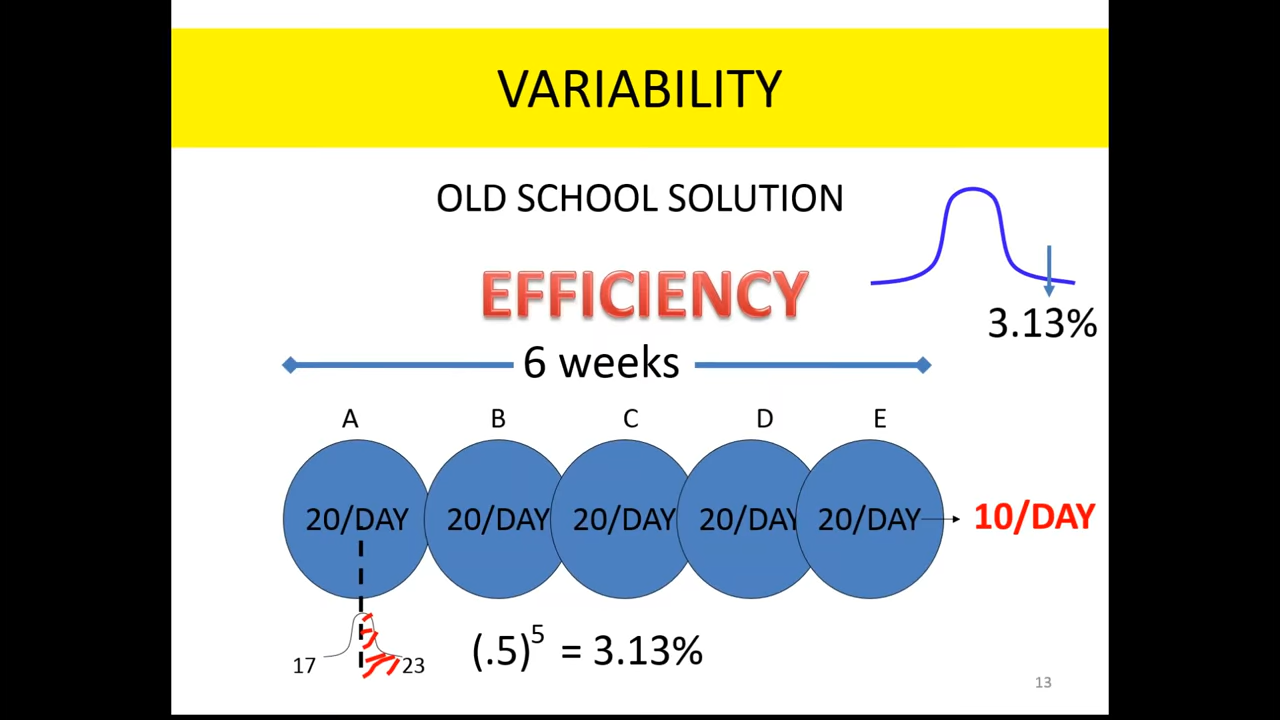 VARIABILITY
OLD SCHOOL SOLUTION
EFFICIENCY
3.13%
6 weeks
A B C D E
20/DAY 20/DAY 20/DAY 20/DAY 20/DAY 10/DAY
17 23
(.5)⁵ = 3.13%
13